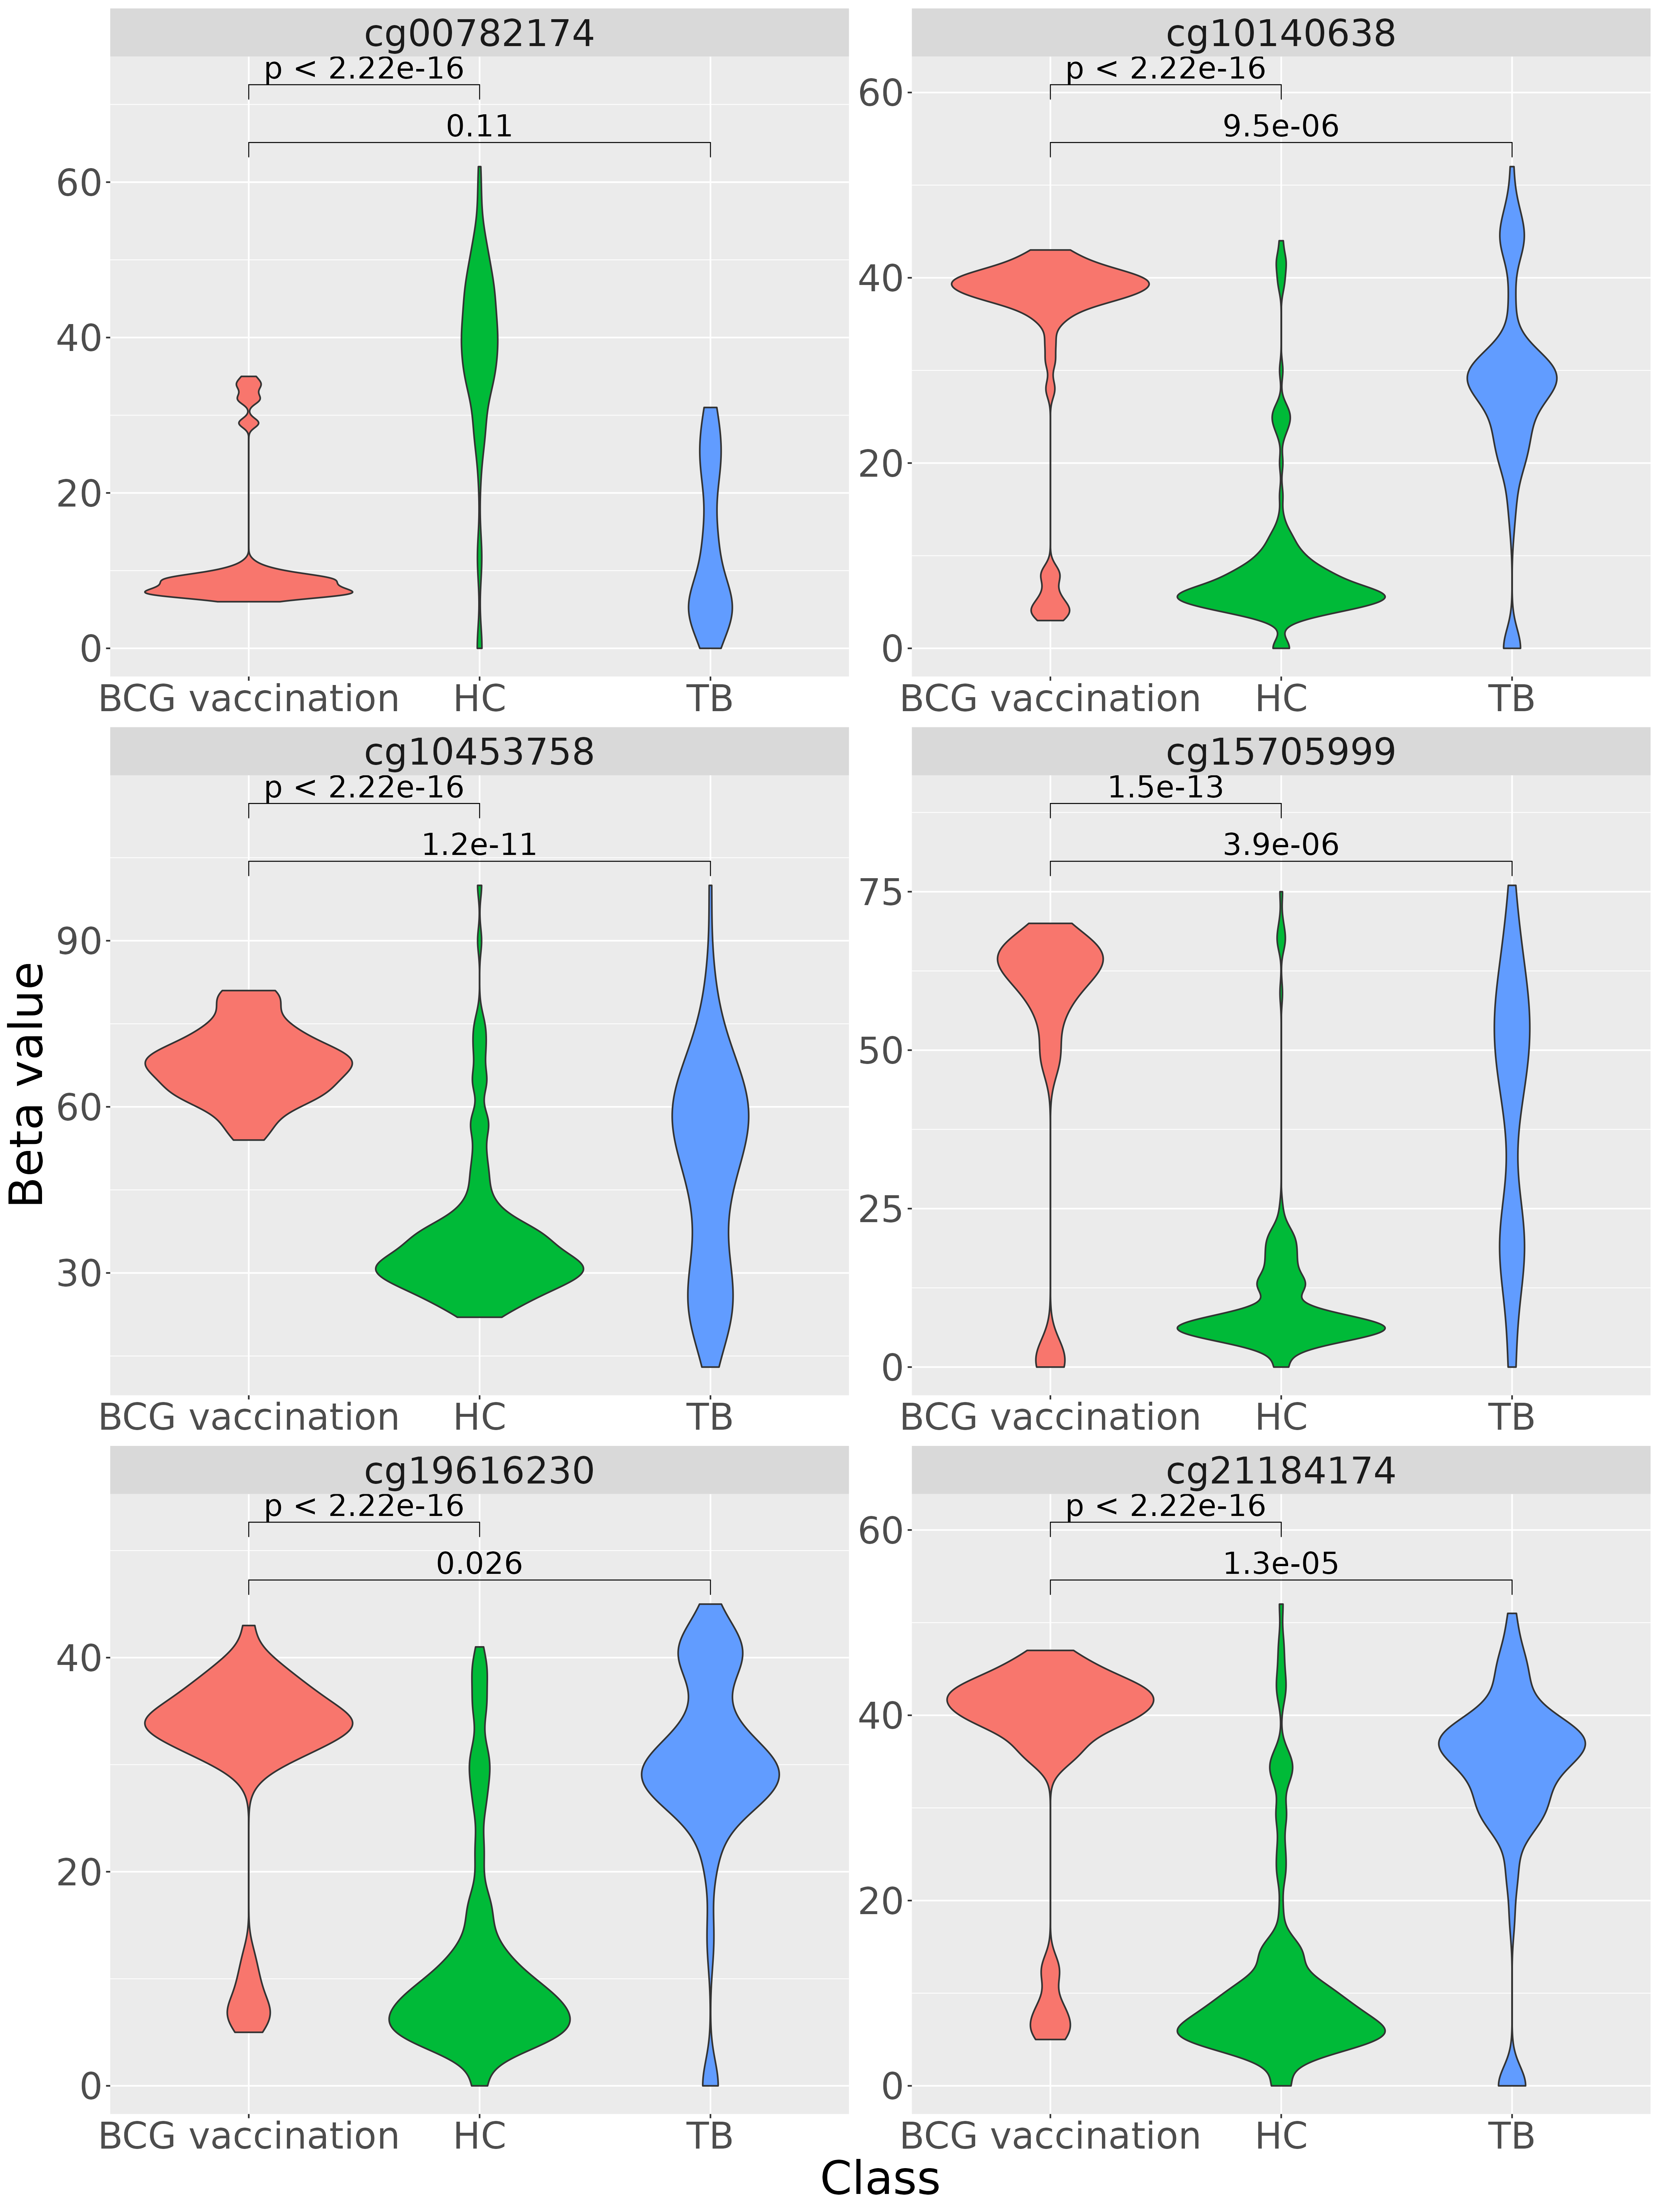 cg00782174
p < 2.22e-16
0.11
60
40
20
0
BCG vaccination HC TB
cg10140638
p < 2.22e-16
9.5e-06
60
40
20
0
BCG vaccination HC TB
cg10453758
p < 2.22e-16
1.2e-11
90
60
30
BCG vaccination HC TB
cg15705999
1.5e-13
3.9e-06
75
50
25
0
BCG vaccination HC TB
cg19616230
p < 2.22e-16
0.026
40
20
0
BCG vaccination HC TB
cg21184174
p < 2.22e-16
1.3e-05
60
40
20
0
BCG vaccination HC TB
Beta value
Class